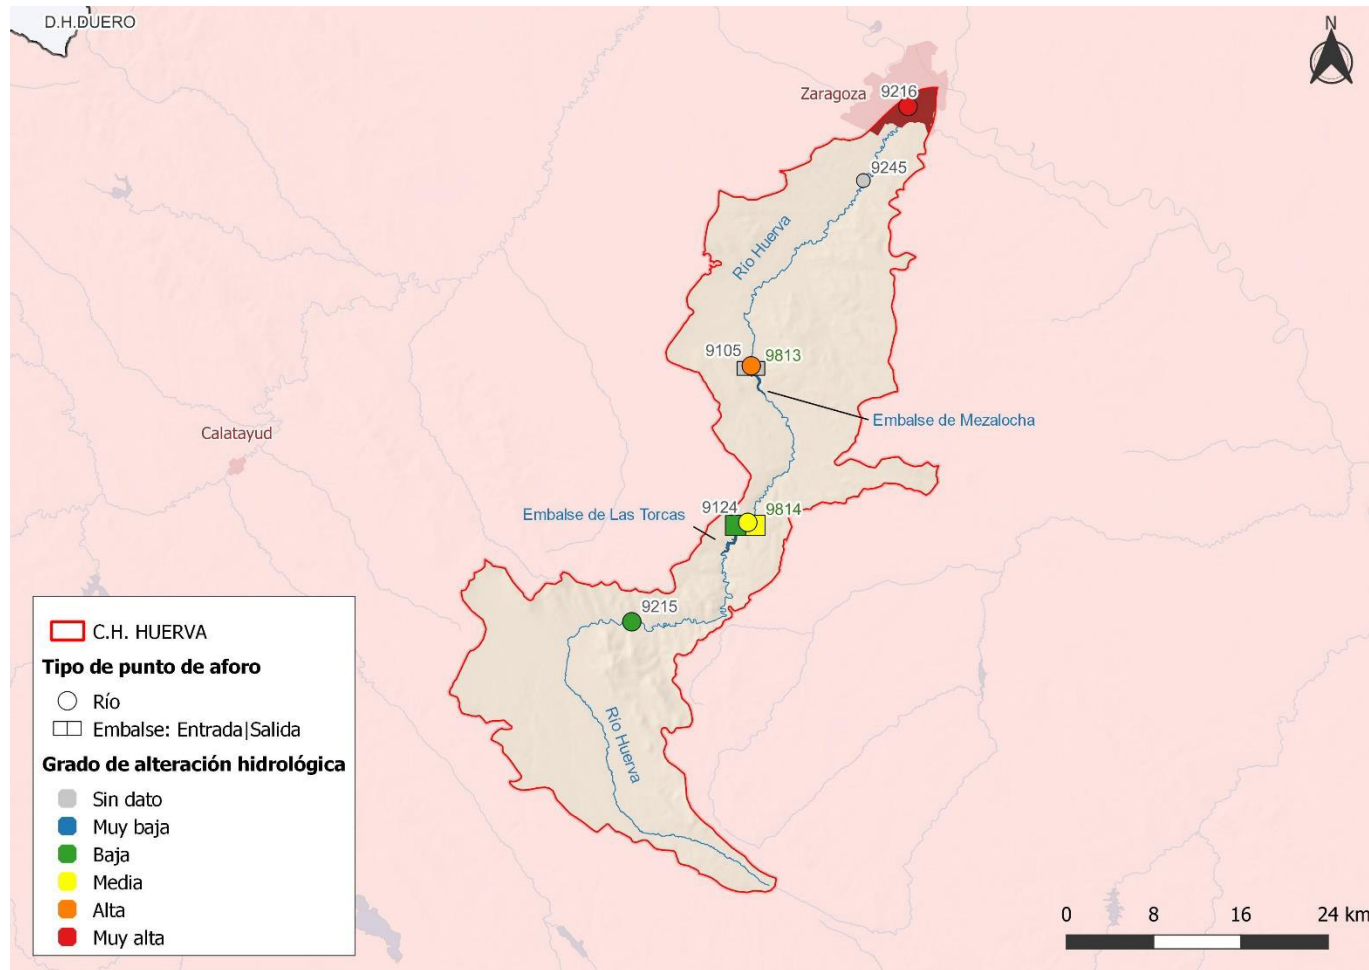 D.H.DUERO
N
Zaragoza
9216
9245
Río Huerva
9105
9813
Embalse de Mezalocha
Calatayud
9124
9814
Embalse de Las Torcas
9215
Río Huerva
C.H. HUERVA
Tipo de punto de aforo
Río
Embalse: Entrada|Salida
Grado de alteración hidrológica
Sin dato
Muy baja
Baja
Media
Alta
Muy alta
0 8 16 24 km